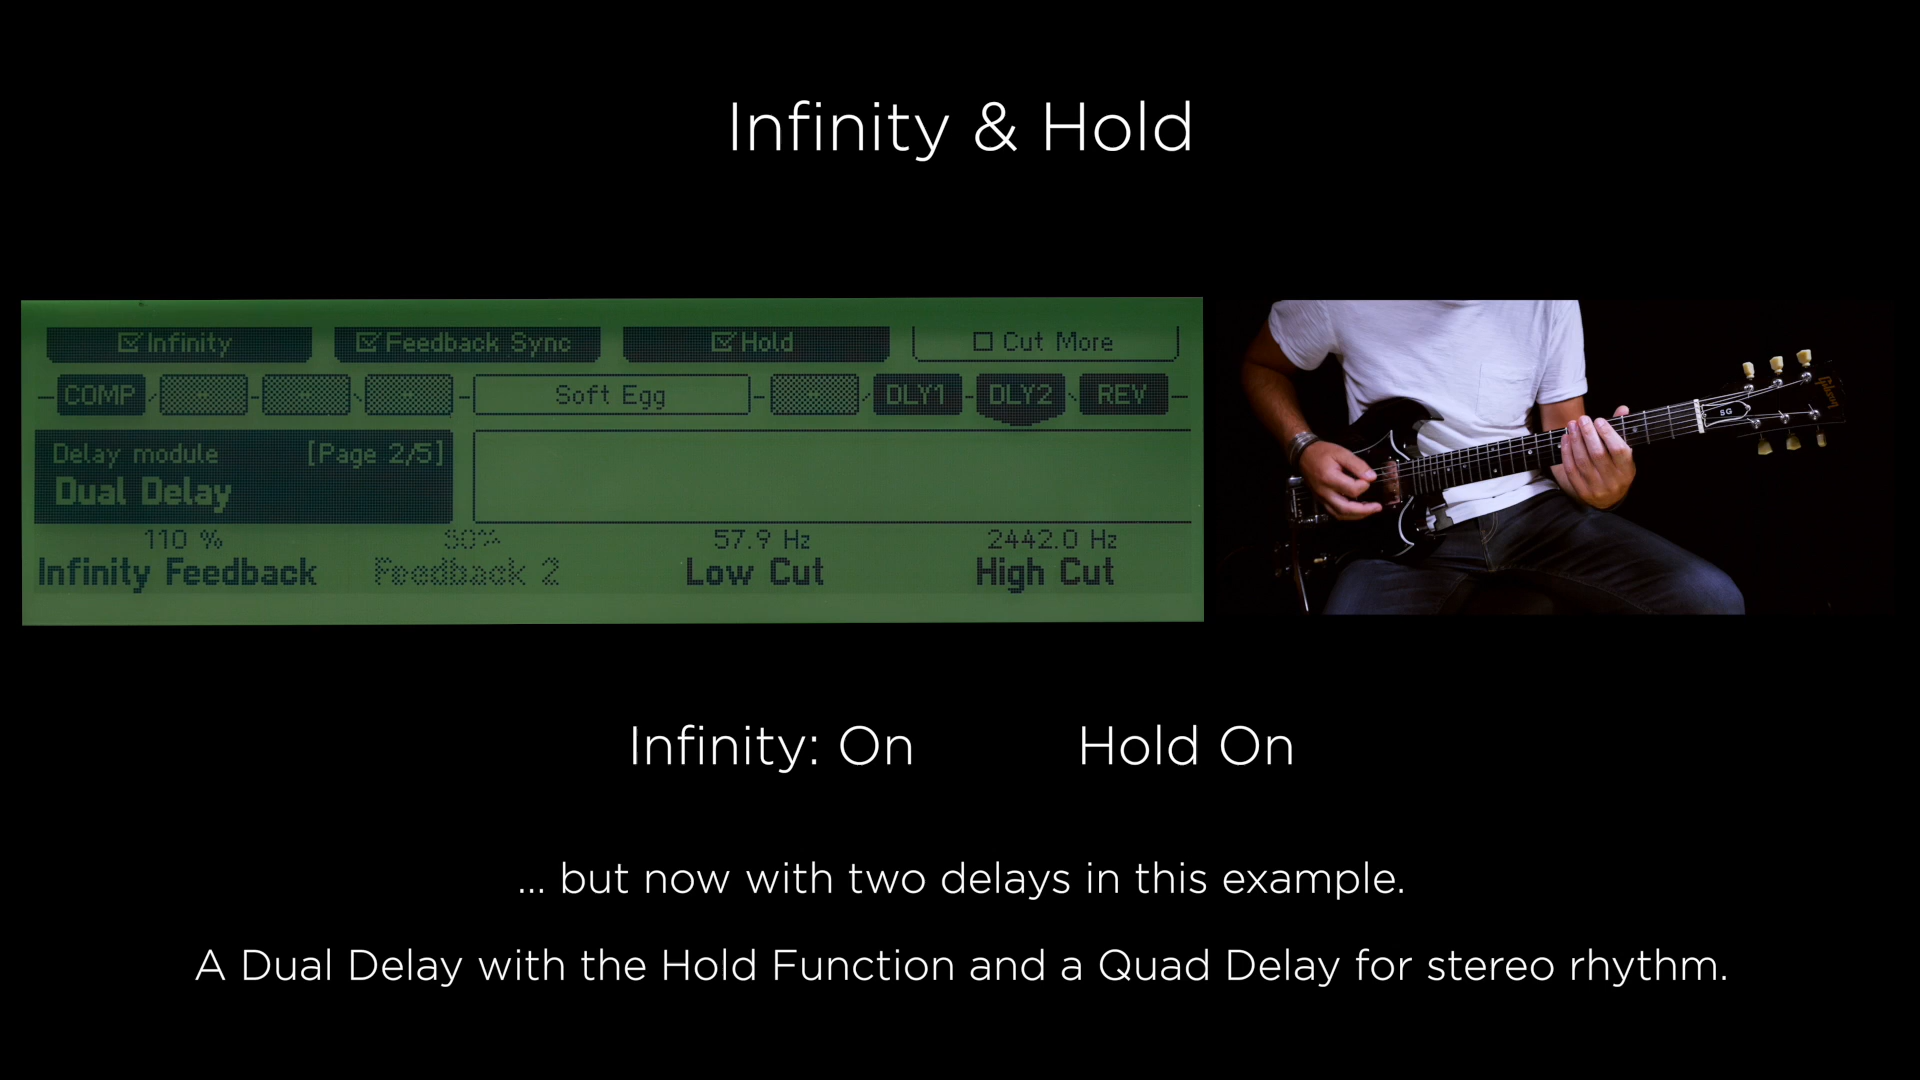 Infinity & Hold
Infinity Feedback Sync Hold Cut More
COMP Soft Egg DLY1 DLY2 REV
Delay module [Page 2/5]
Dual Delay
110 % 50% 57.9 Hz 2442.0 Hz
Infinity Feedback Feedback 2 Low Cut High Cut
Gibson
SG
Infinity: On Hold On
... but now with two delays in this example.
A Dual Delay with the Hold Function and a Quad Delay for stereo rhythm.